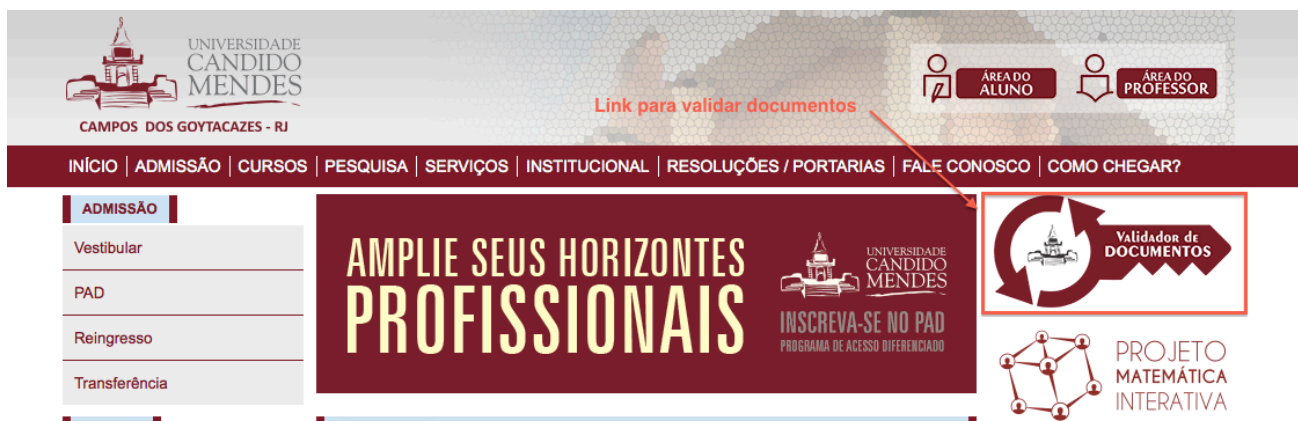 UNIVERSIDADE
CANDIDO
MENDES
CAMPOS DOS GOYTACAZES - RJ
Link para validar documentos
ÁREA DO
ALUNO
ÁREA DO
PROFESSOR
INÍCIO | ADMISSÃO | CURSOS | PESQUISA | SERVIÇOS | INSTITUCIONAL | RESOLUÇÕES / PORTARIAS | FALE CONOSCO | COMO CHEGAR?
ADMISSÃO
Vestibular
PAD
Reingresso
Transferência
AMPLIE SEUS HORIZONTES
PROFISSIONAIS
UNIVERSIDADE
CANDIDO
MENDES
INSCREVA-SE NO PAD
PROGRAMA DE ACESSO DIFERENCIADO
Validador de
DOCUMENTOS
PROJETO
MATEMÁTICA
INTERATIVA